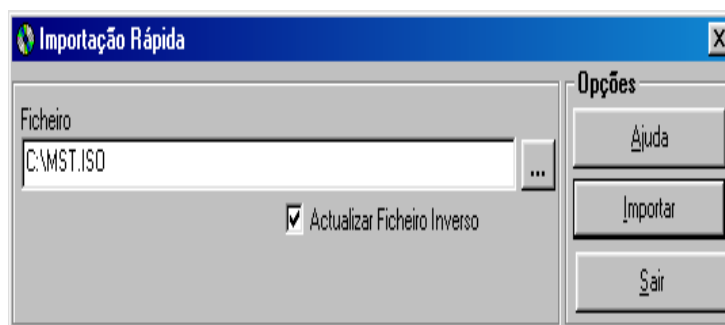 Importação Rápida
Opções
Ficheiro
C:\MST.ISO
...
Actualizar Ficheiro Inverso
Ajuda
Importar
Sair